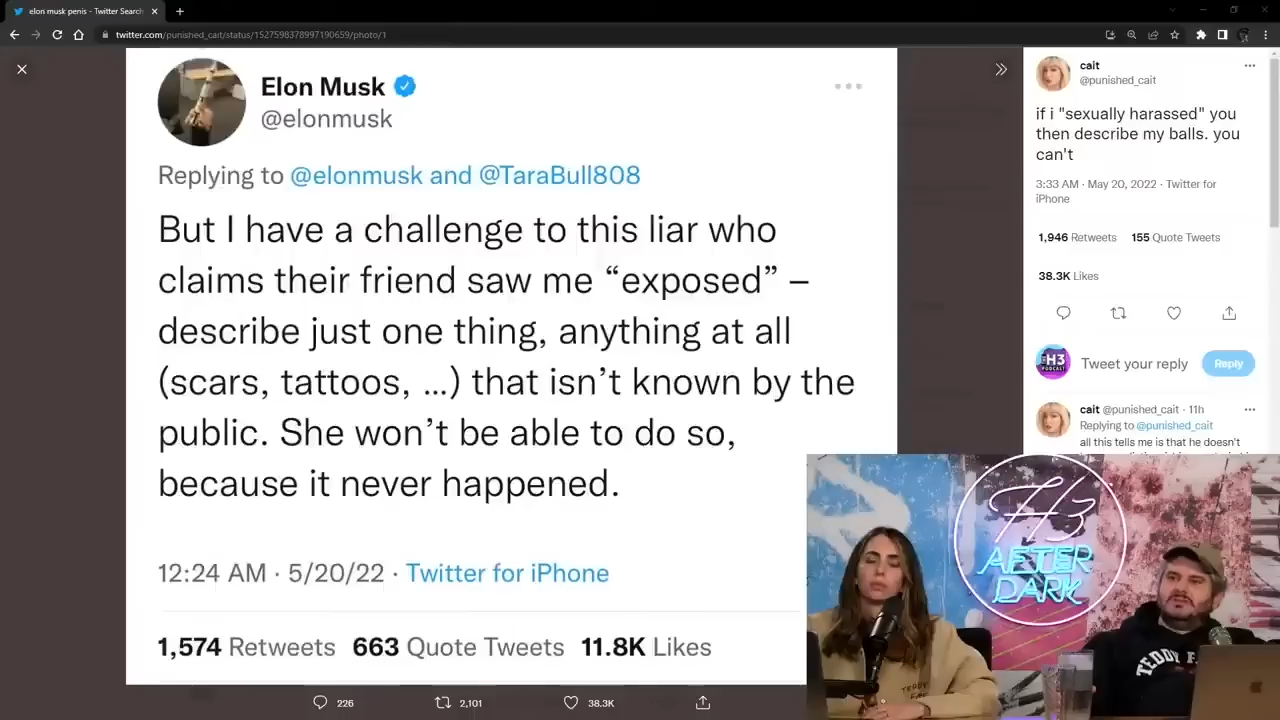 elon musk penis - Twitter Search
twitter.com/punished_cait/status/1527598378997190659/photo/1
Elon Musk
@elonmusk
Replying to @elonmusk and @TaraBull808
But I have a challenge to this liar who
claims their friend saw me “exposed” –
describe just one thing, anything at all
(scars, tattoos, ...) that isn’t known by the
public. She won’t be able to do so,
because it never happened.
12:24 AM · 5/20/22 · Twitter for iPhone
1,574 Retweets 663 Quote Tweets 11.8K Likes
226 2,101 38.3K
cait
@punished_cait
if i "sexually harassed" you
then describe my balls. you
can't
3:33 AM · May 20, 2022 · Twitter for
iPhone
1,946 Retweets 155 Quote Tweets
38.3K Likes
H3
PODCAST
Tweet your reply
Reply
cait @punished_cait · 11h
Replying to @punished_cait
all this tells me is that he doesn't
H3
AFTER
DARK
TEDDY F